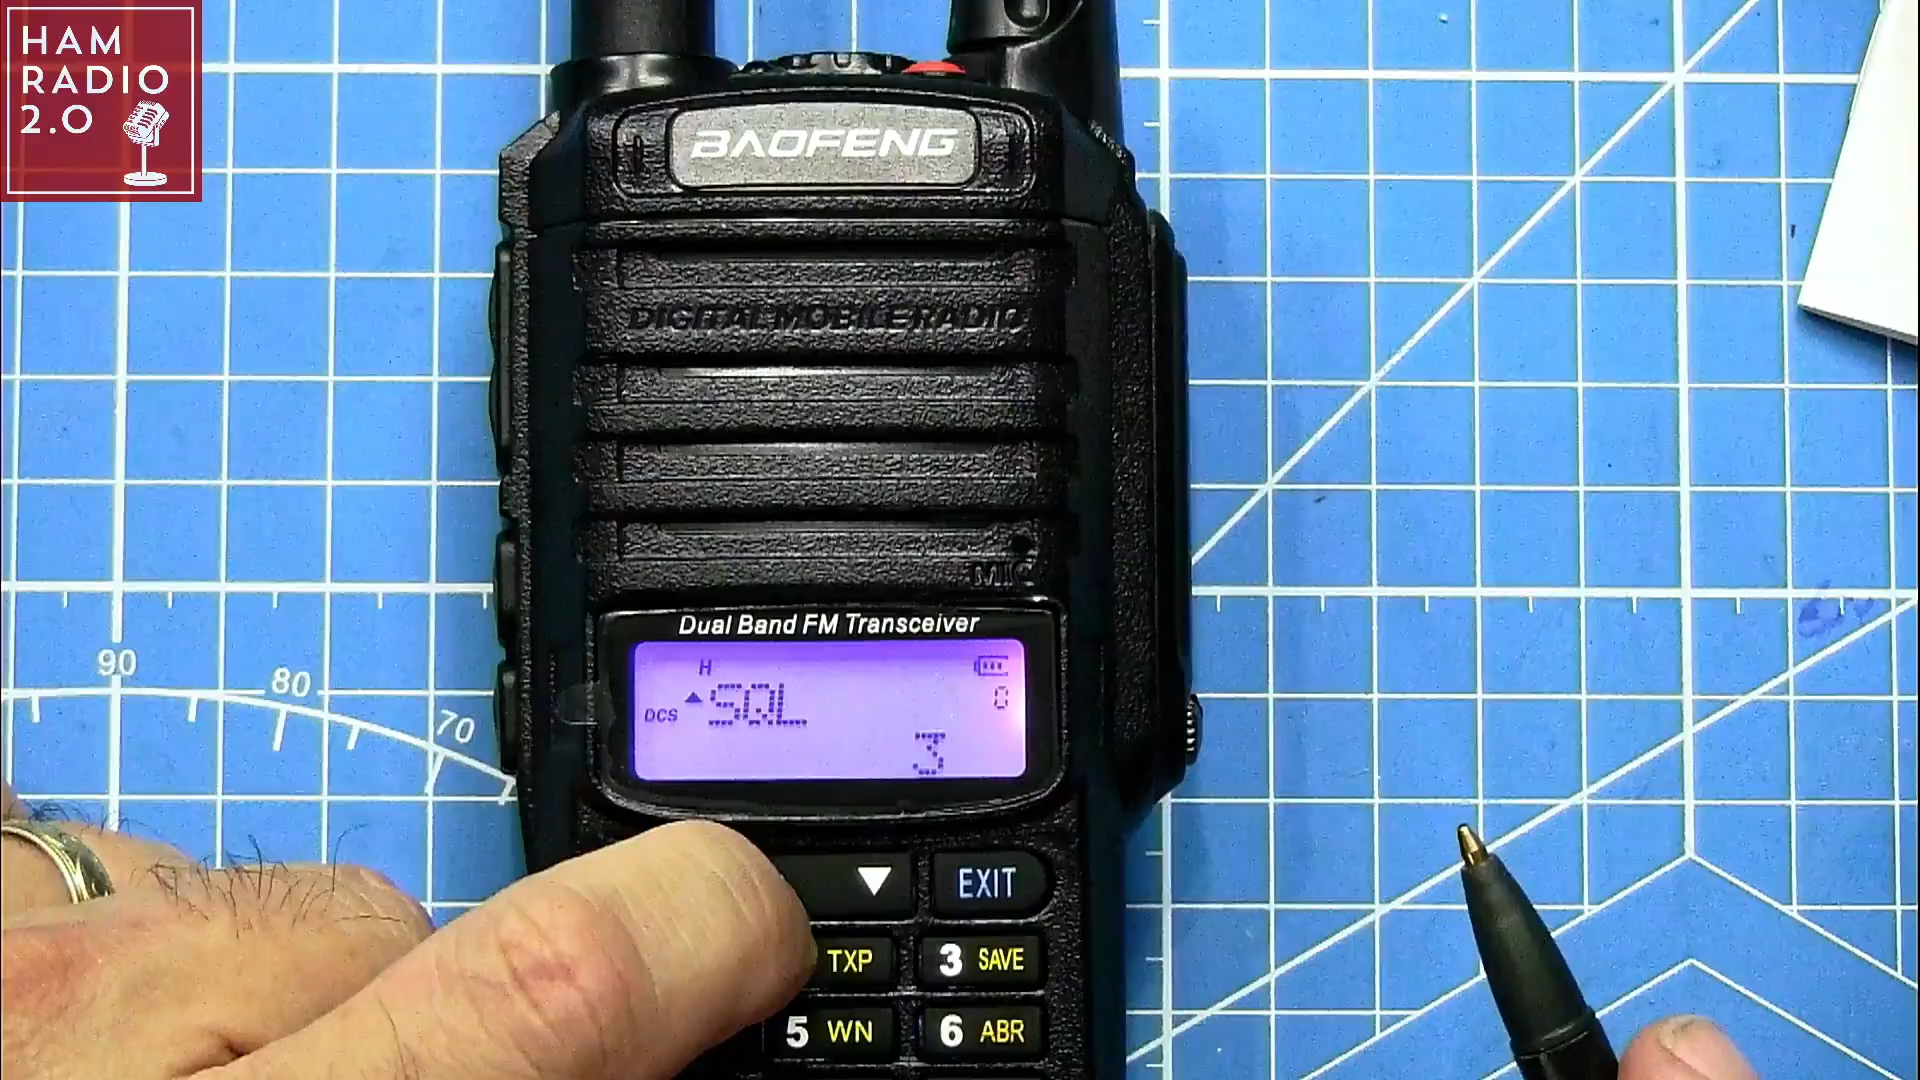 HAM
RADIO
2.0
BAOFENG
DIGITAL MOBILE RADIO
MIC
Dual Band FM Transceiver
H
DCS ▲ SQL 0
3
▼ EXIT
TXP 3 SAVE
5 WN 6 ABR
90
80
70